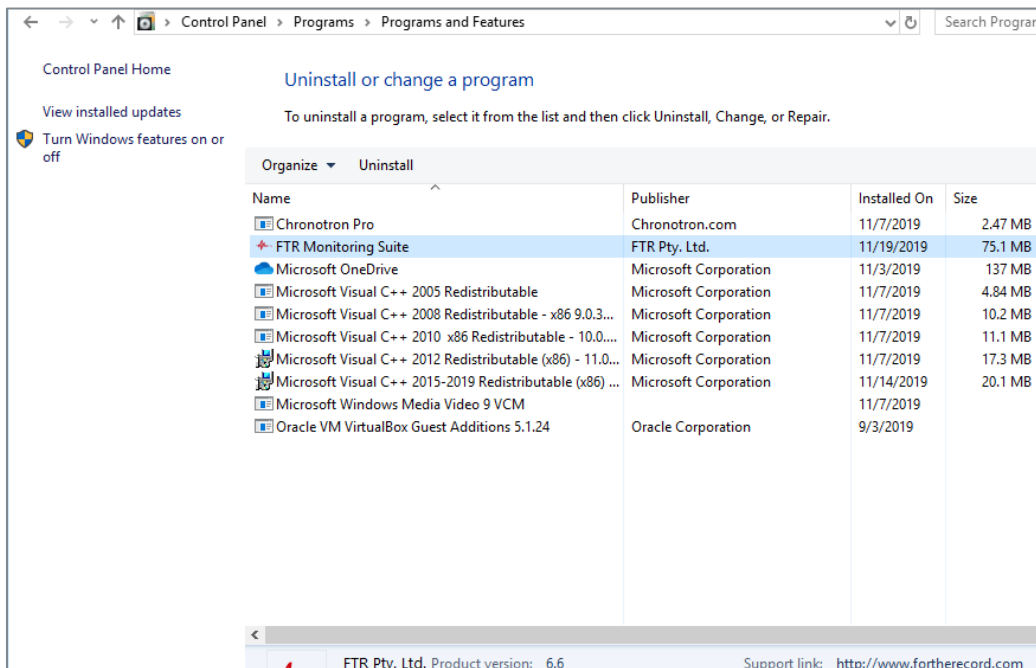 Control Panel > Programs > Programs and Features Search Program
Control Panel Home
View installed updates
Turn Windows features on or
off
Uninstall or change a program
To uninstall a program, select it from the list and then click Uninstall, Change, or Repair.
Organize Uninstall
Name Publisher Installed On Size
Chronotron Pro Chronotron.com 11/7/2019 2.47 MB
FTR Monitoring Suite FTR Pty. Ltd. 11/19/2019 75.1 MB
Microsoft OneDrive Microsoft Corporation 11/3/2019 137 MB
Microsoft Visual C++ 2005 Redistributable Microsoft Corporation 11/7/2019 4.84 MB
Microsoft Visual C++ 2008 Redistributable - x86 9.0.3... Microsoft Corporation 11/7/2019 10.2 MB
Microsoft Visual C++ 2010 x86 Redistributable - 10.0.... Microsoft Corporation 11/7/2019 11.1 MB
Microsoft Visual C++ 2012 Redistributable (x86) - 11.0... Microsoft Corporation 11/7/2019 17.3 MB
Microsoft Visual C++ 2015-2019 Redistributable (x86) ... Microsoft Corporation 11/14/2019 20.1 MB
Microsoft Windows Media Video 9 VCM 11/7/2019
Oracle VM VirtualBox Guest Additions 5.1.24 Oracle Corporation 9/3/2019
FTR Pty. Ltd. Product version: 6.6 Support link: http://www.fortherecord.com